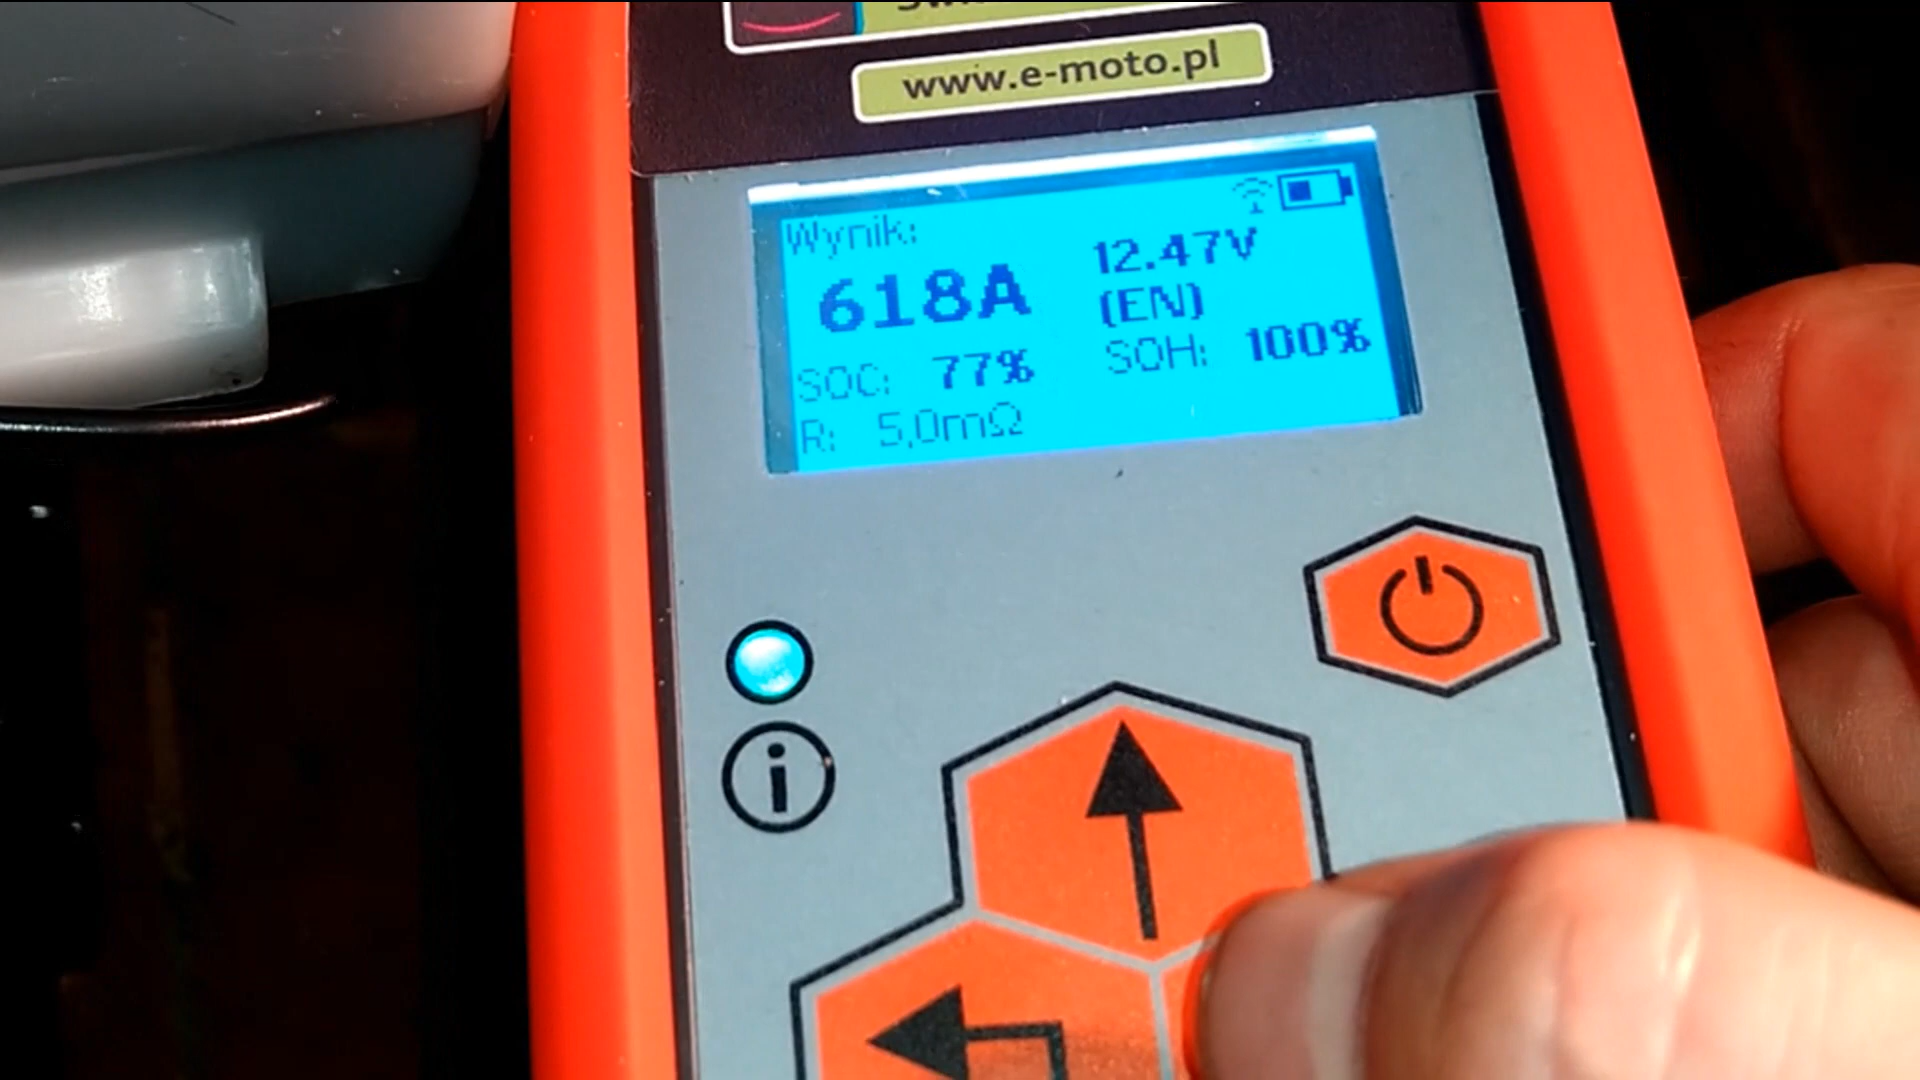 www.e-moto.pl
Wynik:
618A
12.47V
(EN)
SOC: 77%
SOH: 100%
R: 5,0mΩ
i